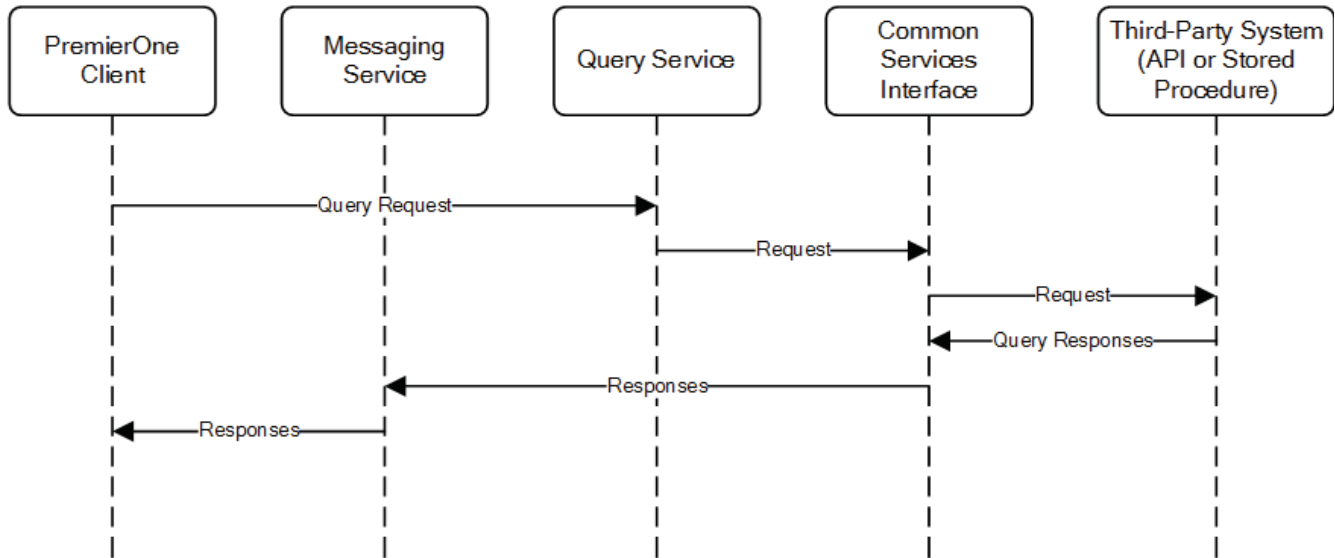 PremierOne
Client
Messaging
Service
Query Service
Common
Services
Interface
Third-Party System
(API or Stored
Procedure)
Query Request
Request
Request
Query Responses
Responses
Responses